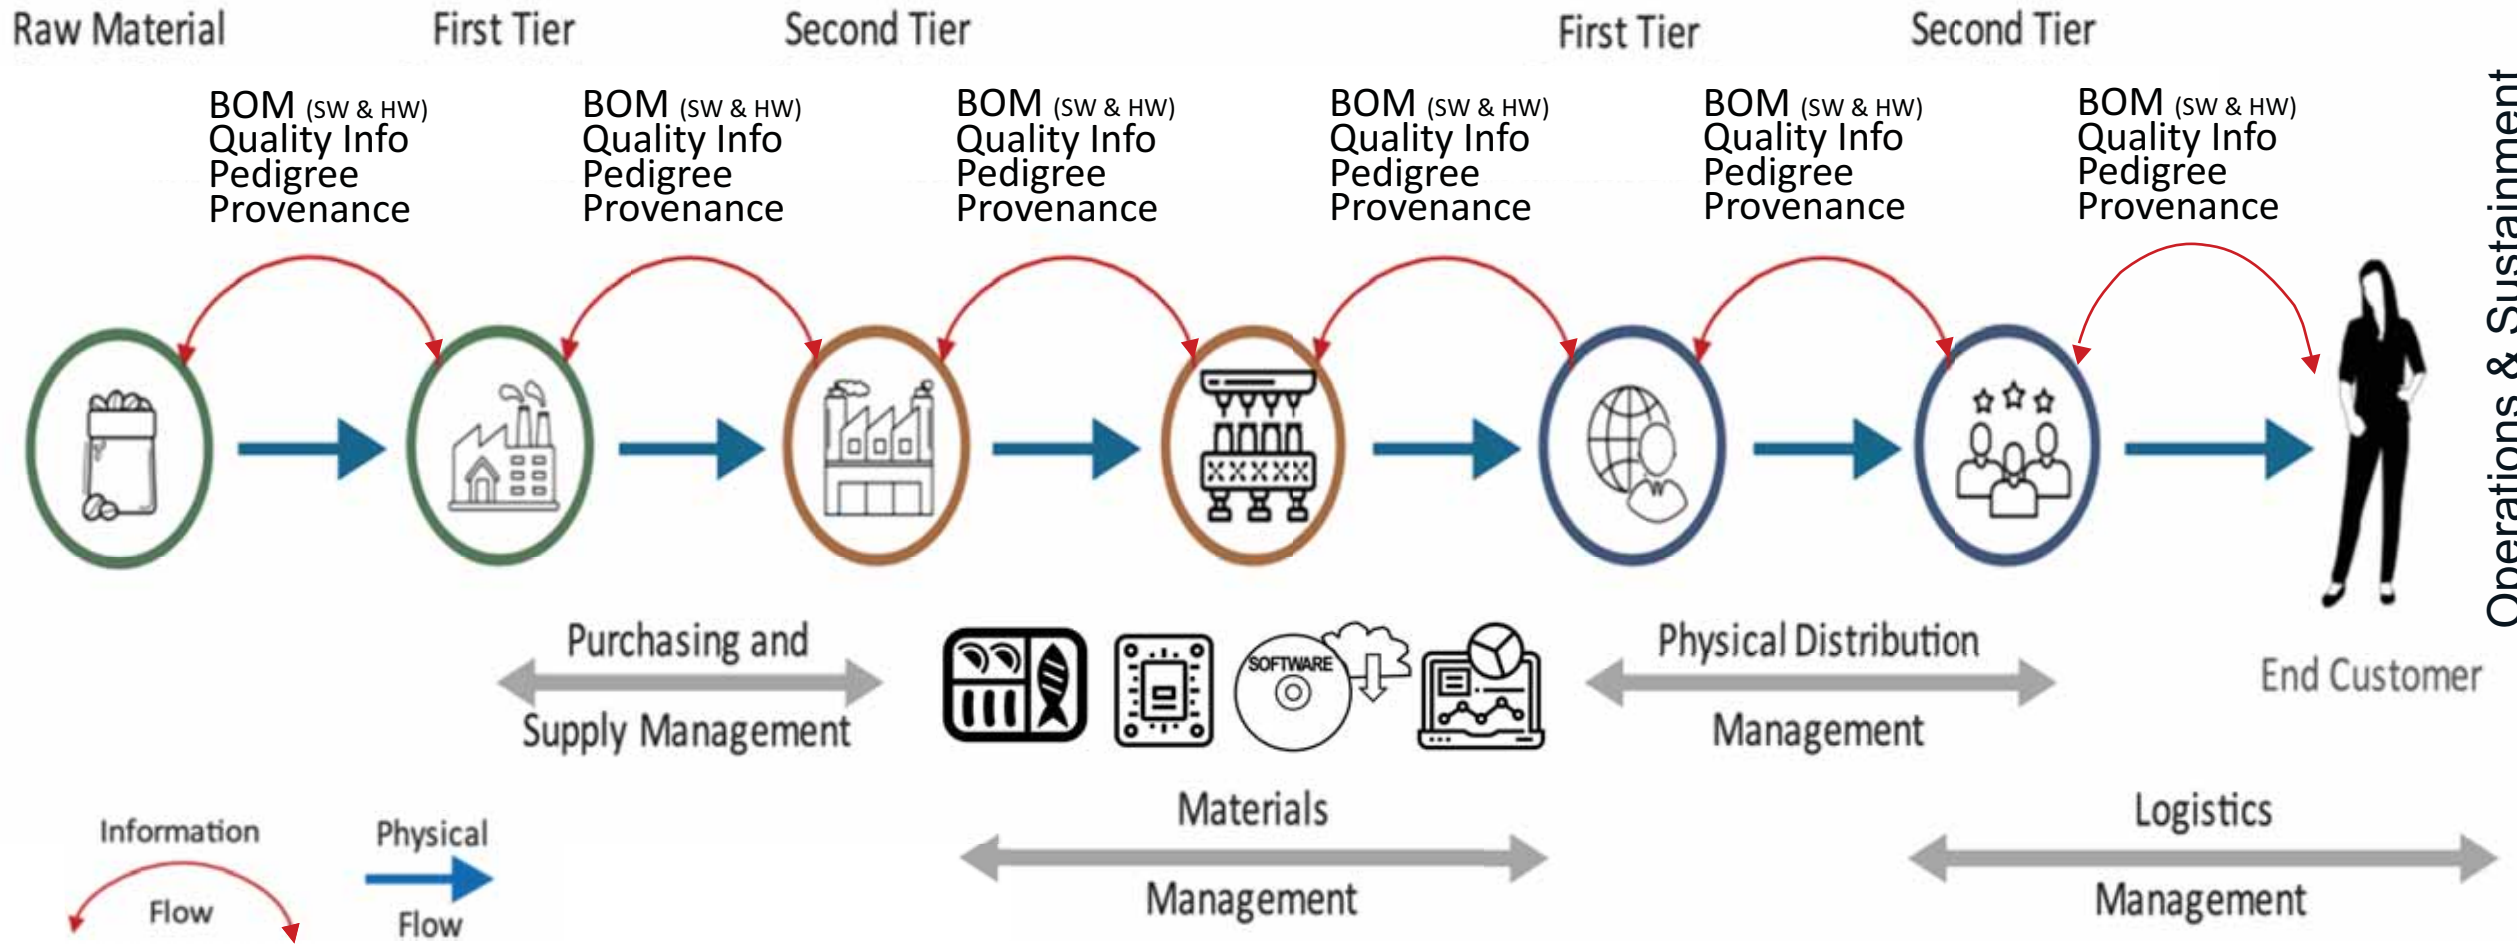 Raw Material
First Tier
Second Tier
First Tier
Second Tier
BOM (SW & HW)
Quality Info
Pedigree
Provenance
BOM (SW & HW)
Quality Info
Pedigree
Provenance
BOM (SW & HW)
Quality Info
Pedigree
Provenance
BOM (SW & HW)
Quality Info
Pedigree
Provenance
BOM (SW & HW)
Quality Info
Pedigree
Provenance
BOM (SW & HW)
Quality Info
Pedigree
Provenance
Operations & Sustainment
Purchasing and
Supply Management
SOFTWARE
Physical Distribution
Management
End Customer
Materials
Management
Logistics
Management
Information
Flow
Physical
Flow